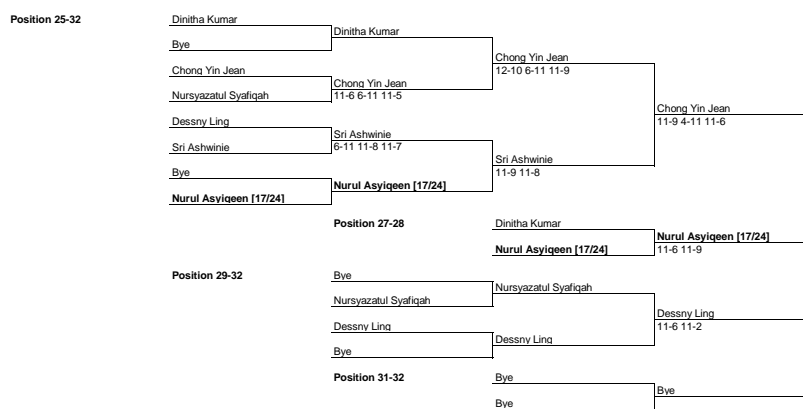 Position 25-32
Dinitha Kumar
Dinitha Kumar
Bye
Chong Yin Jean
12-10 6-11 11-9
Chong Yin Jean
Chong Yin Jean
11-6 6-11 11-5
Nursyazatul Syafiqah
Chong Yin Jean
11-9 4-11 11-6
Dessny Ling
Sri Ashwinie
6-11 11-8 11-7
Sri Ashwinie
Sri Ashwinie
11-9 11-8
Bye
Nurul Asyiqeen [17/24]
Nurul Asyiqeen [17/24]
Position 27-28
Dinitha Kumar
Nurul Asyiqeen [17/24]
11-6 11-9
Nurul Asyiqeen [17/24]
Position 29-32
Bye
Nursyazatul Syafiqah
Nursyazatul Syafiqah
Dessny Ling
11-6 11-2
Dessny Ling
Dessny Ling
Bye
Position 31-32
Bye
Bye
Bye